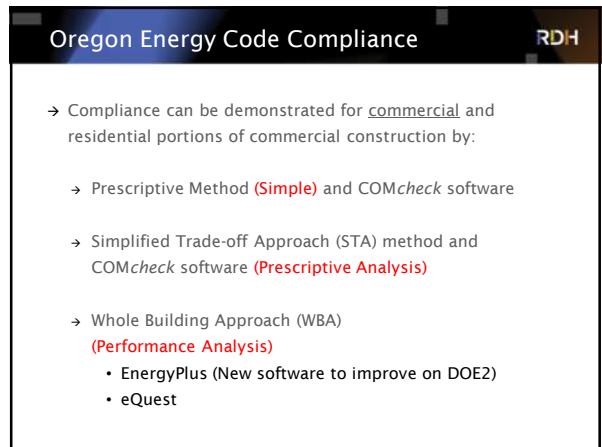 Oregon Energy Code Compliance
RDH
→ Compliance can be demonstrated for commercial and
residential portions of commercial construction by:
→ Prescriptive Method (Simple) and COMcheck software
→ Simplified Trade-off Approach (STA) method and
COMcheck software (Prescriptive Analysis)
→ Whole Building Approach (WBA)
(Performance Analysis)
• EnergyPlus (New software to improve on DOE2)
• eQuest